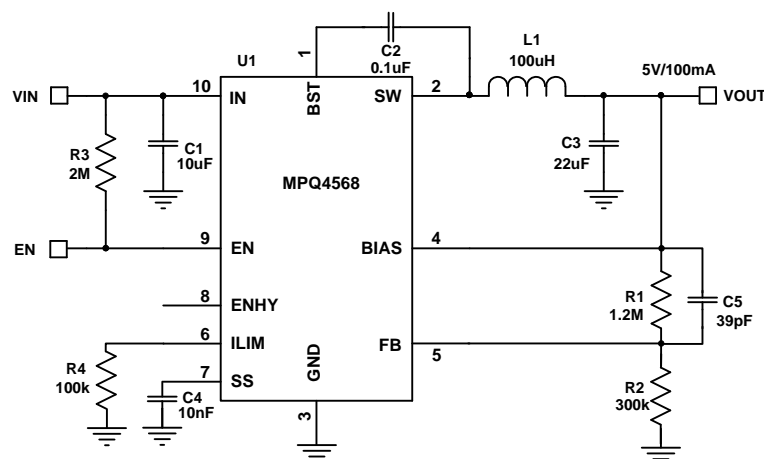 1
C2
0.1uF
L1
100uH
5V/100mA
U1
VIN
10
IN
BST
SW
2
VOUT
R3
2M
C1
10uF
C3
22uF
MPQ4568
EN
9
EN
BIAS
4
8
ENHY
R1
1.2M
C5
39pF
6
ILIM
FB
5
R4
100k
7
SS
GND
C4
10nF
3
R2
300k